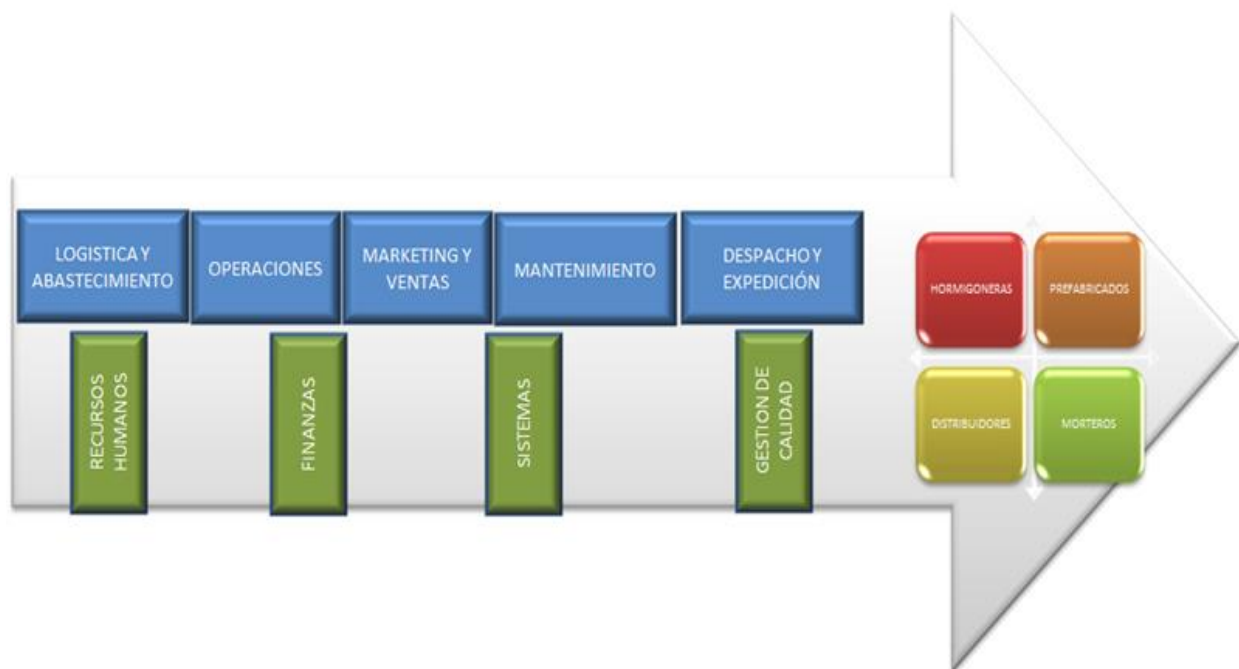 LOGISTICA Y
ABASTECIMIENTO
OPERACIONES
MARKETING Y
VENTAS
MANTENIMIENTO
DESPACHO Y
EXPEDICIÓN
RECURSOS
HUMANOS
FINANZAS
SISTEMAS
GESTION DE
CALIDAD
HORMIGONERAS
PREFABRICADOS
DISTRIBUIDORES
MORTEROS